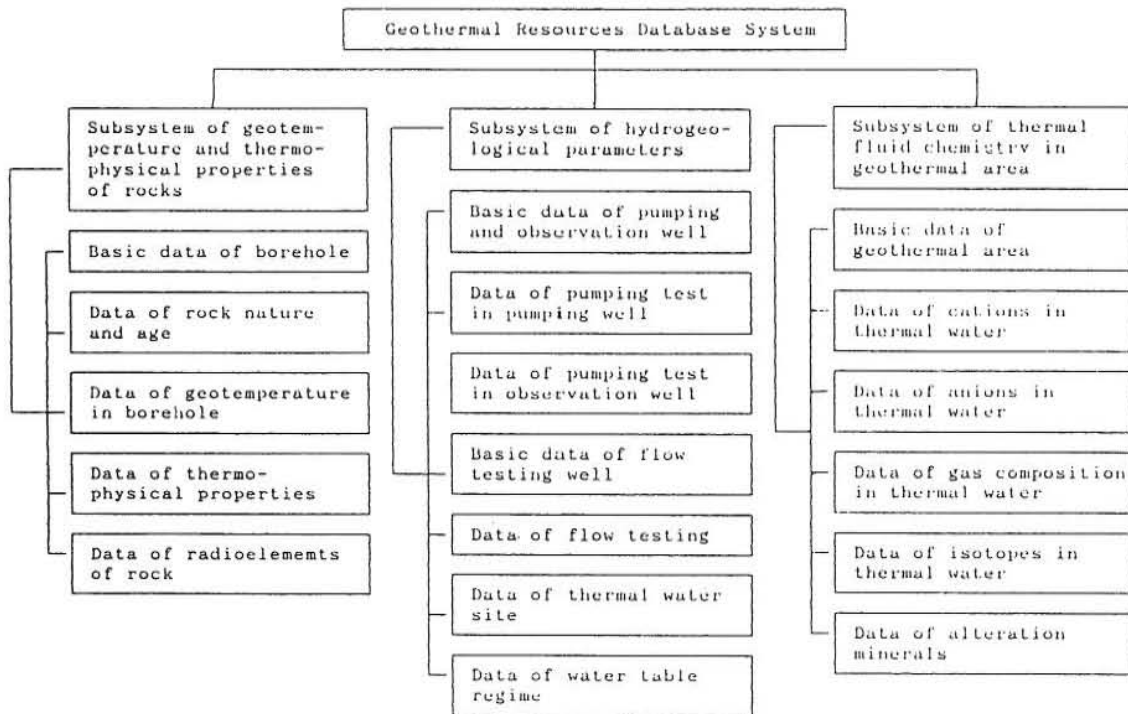 Geothermal Resources Database System
Subsystem of geotem-
perature and thermo-
physical properties
of rocks
Basic data of borehole
Data of rock nature
and age
Data of geotemperature
in borehole
Data of thermo-
physical properties
Data of radioelememts
of rock
Subsystem of hydrogeo-
logical parameters
Basic data of pumping
and observation well
Data of pumping test
in pumping well
Data of pumping test
in observation well
Basic data of flow
testing well
Data of flow testing
Data of thermal water
site
Data of water table
regime
Subsystem of thermal
fluid chemistry in
geothermal area
Basic data of
geothermal area
Data of cations in
thermal water
Data of anions in
thermal water
Data of gas composition
in thermal water
Data of isotopes in
thermal water
Data of alteration
minerals